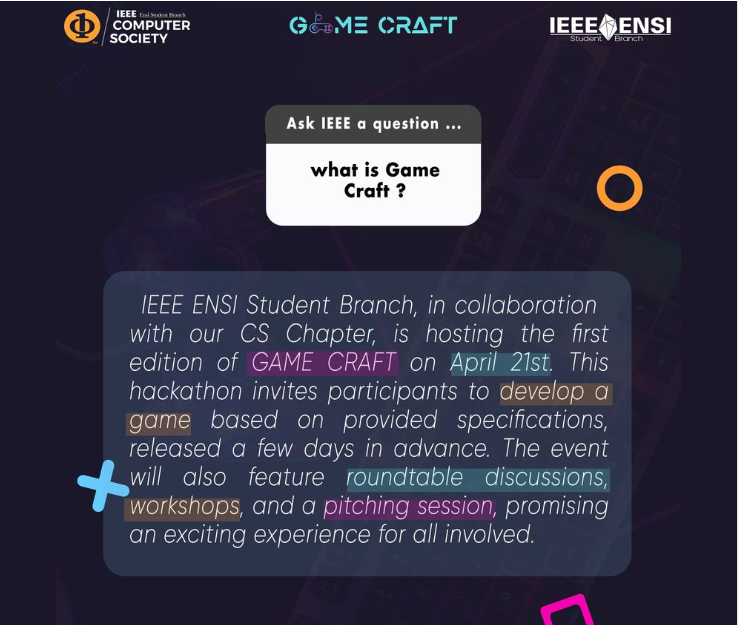 IEEE Ensi Student Branch
COMPUTER
SOCIETY
GAME CRAFT
IEEE ENSI
Student Branch
Ask IEEE a question ...
what is Game
Craft ?
IEEE ENSI Student Branch, in collaboration
with our CS Chapter, is hosting the first
edition of GAME CRAFT on April 21st. This
hackathon invites participants to develop a
game based on provided specifications,
released a few days in advance. The event
will also feature roundtable discussions,
workshops, and a pitching session, promising
an exciting experience for all involved.